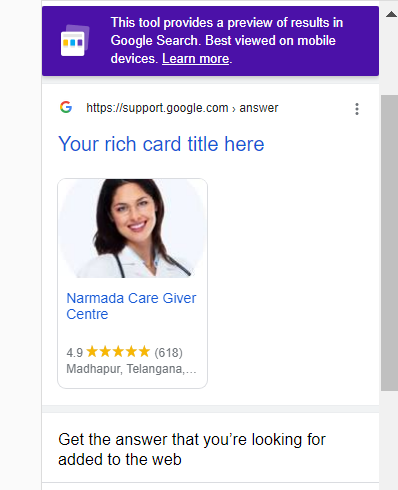 This tool provides a preview of results in
Google Search. Best viewed on mobile
devices. Learn more.
https://support.google.com › answer
Your rich card title here
Narmada Care Giver
Centre
4.9 ★★★★★ (618)
Madhapur, Telangana,...
Get the answer that you’re looking for
added to the web